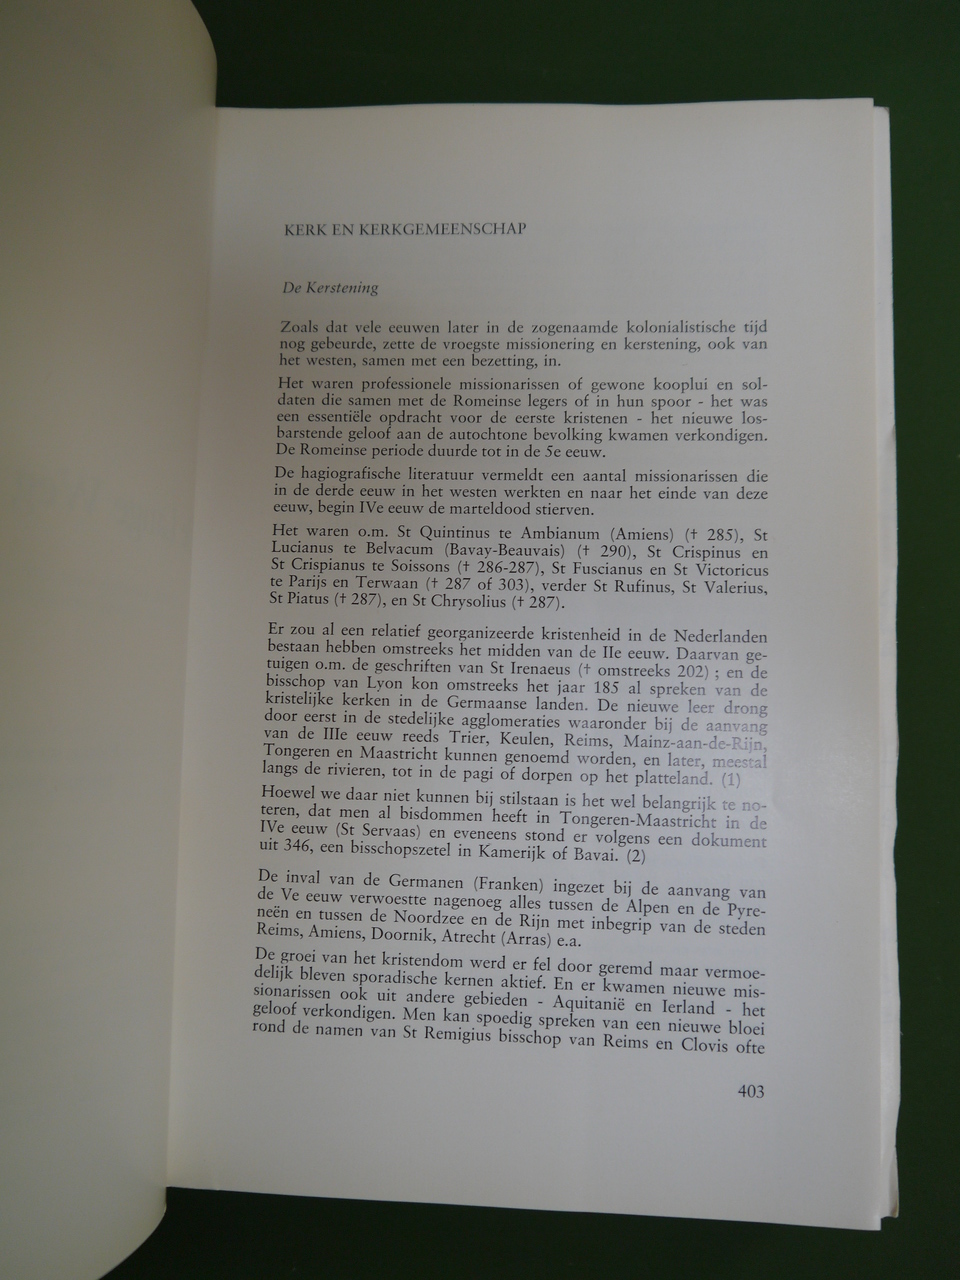 KERK EN KERKGEMEENSCHAP
De Kerstening
Zoals dat vele eeuwen later in de zogenaamde kolonialistische tijd
nog gebeurde, zette de vroegste missionering en kerstening, ook van
het westen, samen met een bezetting, in.
Het waren professionele missionarissen of gewone kooplui en sol-
daten die samen met de Romeinse legers of in hun spoor - het was
een essentiële opdracht voor de eerste kristenen - het nieuwe los-
barstende geloof aan de autochtone bevolking kwamen verkondigen.
De Romeinse periode duurde tot in de 5e eeuw.
De hagiografische literatuur vermeldt een aantal missionarissen die
in de derde eeuw in het westen werkten en naar het einde van deze
eeuw, begin IVe eeuw de marteldood stierven.
Het waren o.m. St Quintinus te Ambianum (Amiens) († 285), St
Lucianus te Belvacum (Bavay-Beauvais) († 290), St Crispinus en
St Crispianus te Soissons († 286-287), St Fuscianus en St Victoricus
te Parijs en Terwaan († 287 of 303), verder St Rufinus, St Valerius,
St Piatus († 287), en St Chrysolius († 287).
Er zou al een relatief georganizeerde kristenheid in de Nederlanden
bestaan hebben omstreeks het midden van de IIe eeuw. Daarvan ge-
tuigen o.m. de geschriften van St Irenaeus († omstreeks 202) ; en de
bisschop van Lyon kon omstreeks het jaar 185 al spreken van de
kristelijke kerken in de Germaanse landen. De nieuwe leer drong
door eerst in de stedelijke agglomeraties waaronder bij de aanvang
van de IIIe eeuw reeds Trier, Keulen, Reims, Mainz-aan-de-Rijn,
Tongeren en Maastricht kunnen genoemd worden, en later, meestal
langs de rivieren, tot in de pagi of dorpen op het platteland. (1)
Hoewel we daar niet kunnen bij stilstaan is het wel belangrijk te no-
teren, dat men al bisdommen heeft in Tongeren-Maastricht in de
IVe eeuw (St Servaas) en eveneens stond er volgens een dokument
uit 346, een bisschopszetel in Kamerijk of Bavai. (2)
De inval van de Germanen (Franken) ingezet bij de aanvang van
de Ve eeuw verwoestte nagenoeg alles tussen de Alpen en de Pyre-
neën en tussen de Noordzee en de Rijn met inbegrip van de steden
Reims, Amiens, Doornik, Atrecht (Arras) e.a.
De groei van het kristendom werd er fel door geremd maar vermoe-
delijk bleven sporadische kernen aktief. En er kwamen nieuwe mis-
sionarissen ook uit andere gebieden - Aquitanië en Ierland - het
geloof verkondigen. Men kan spoedig spreken van een nieuwe bloei
rond de namen van St Remigius bisschop van Reims en Clovis ofte
403